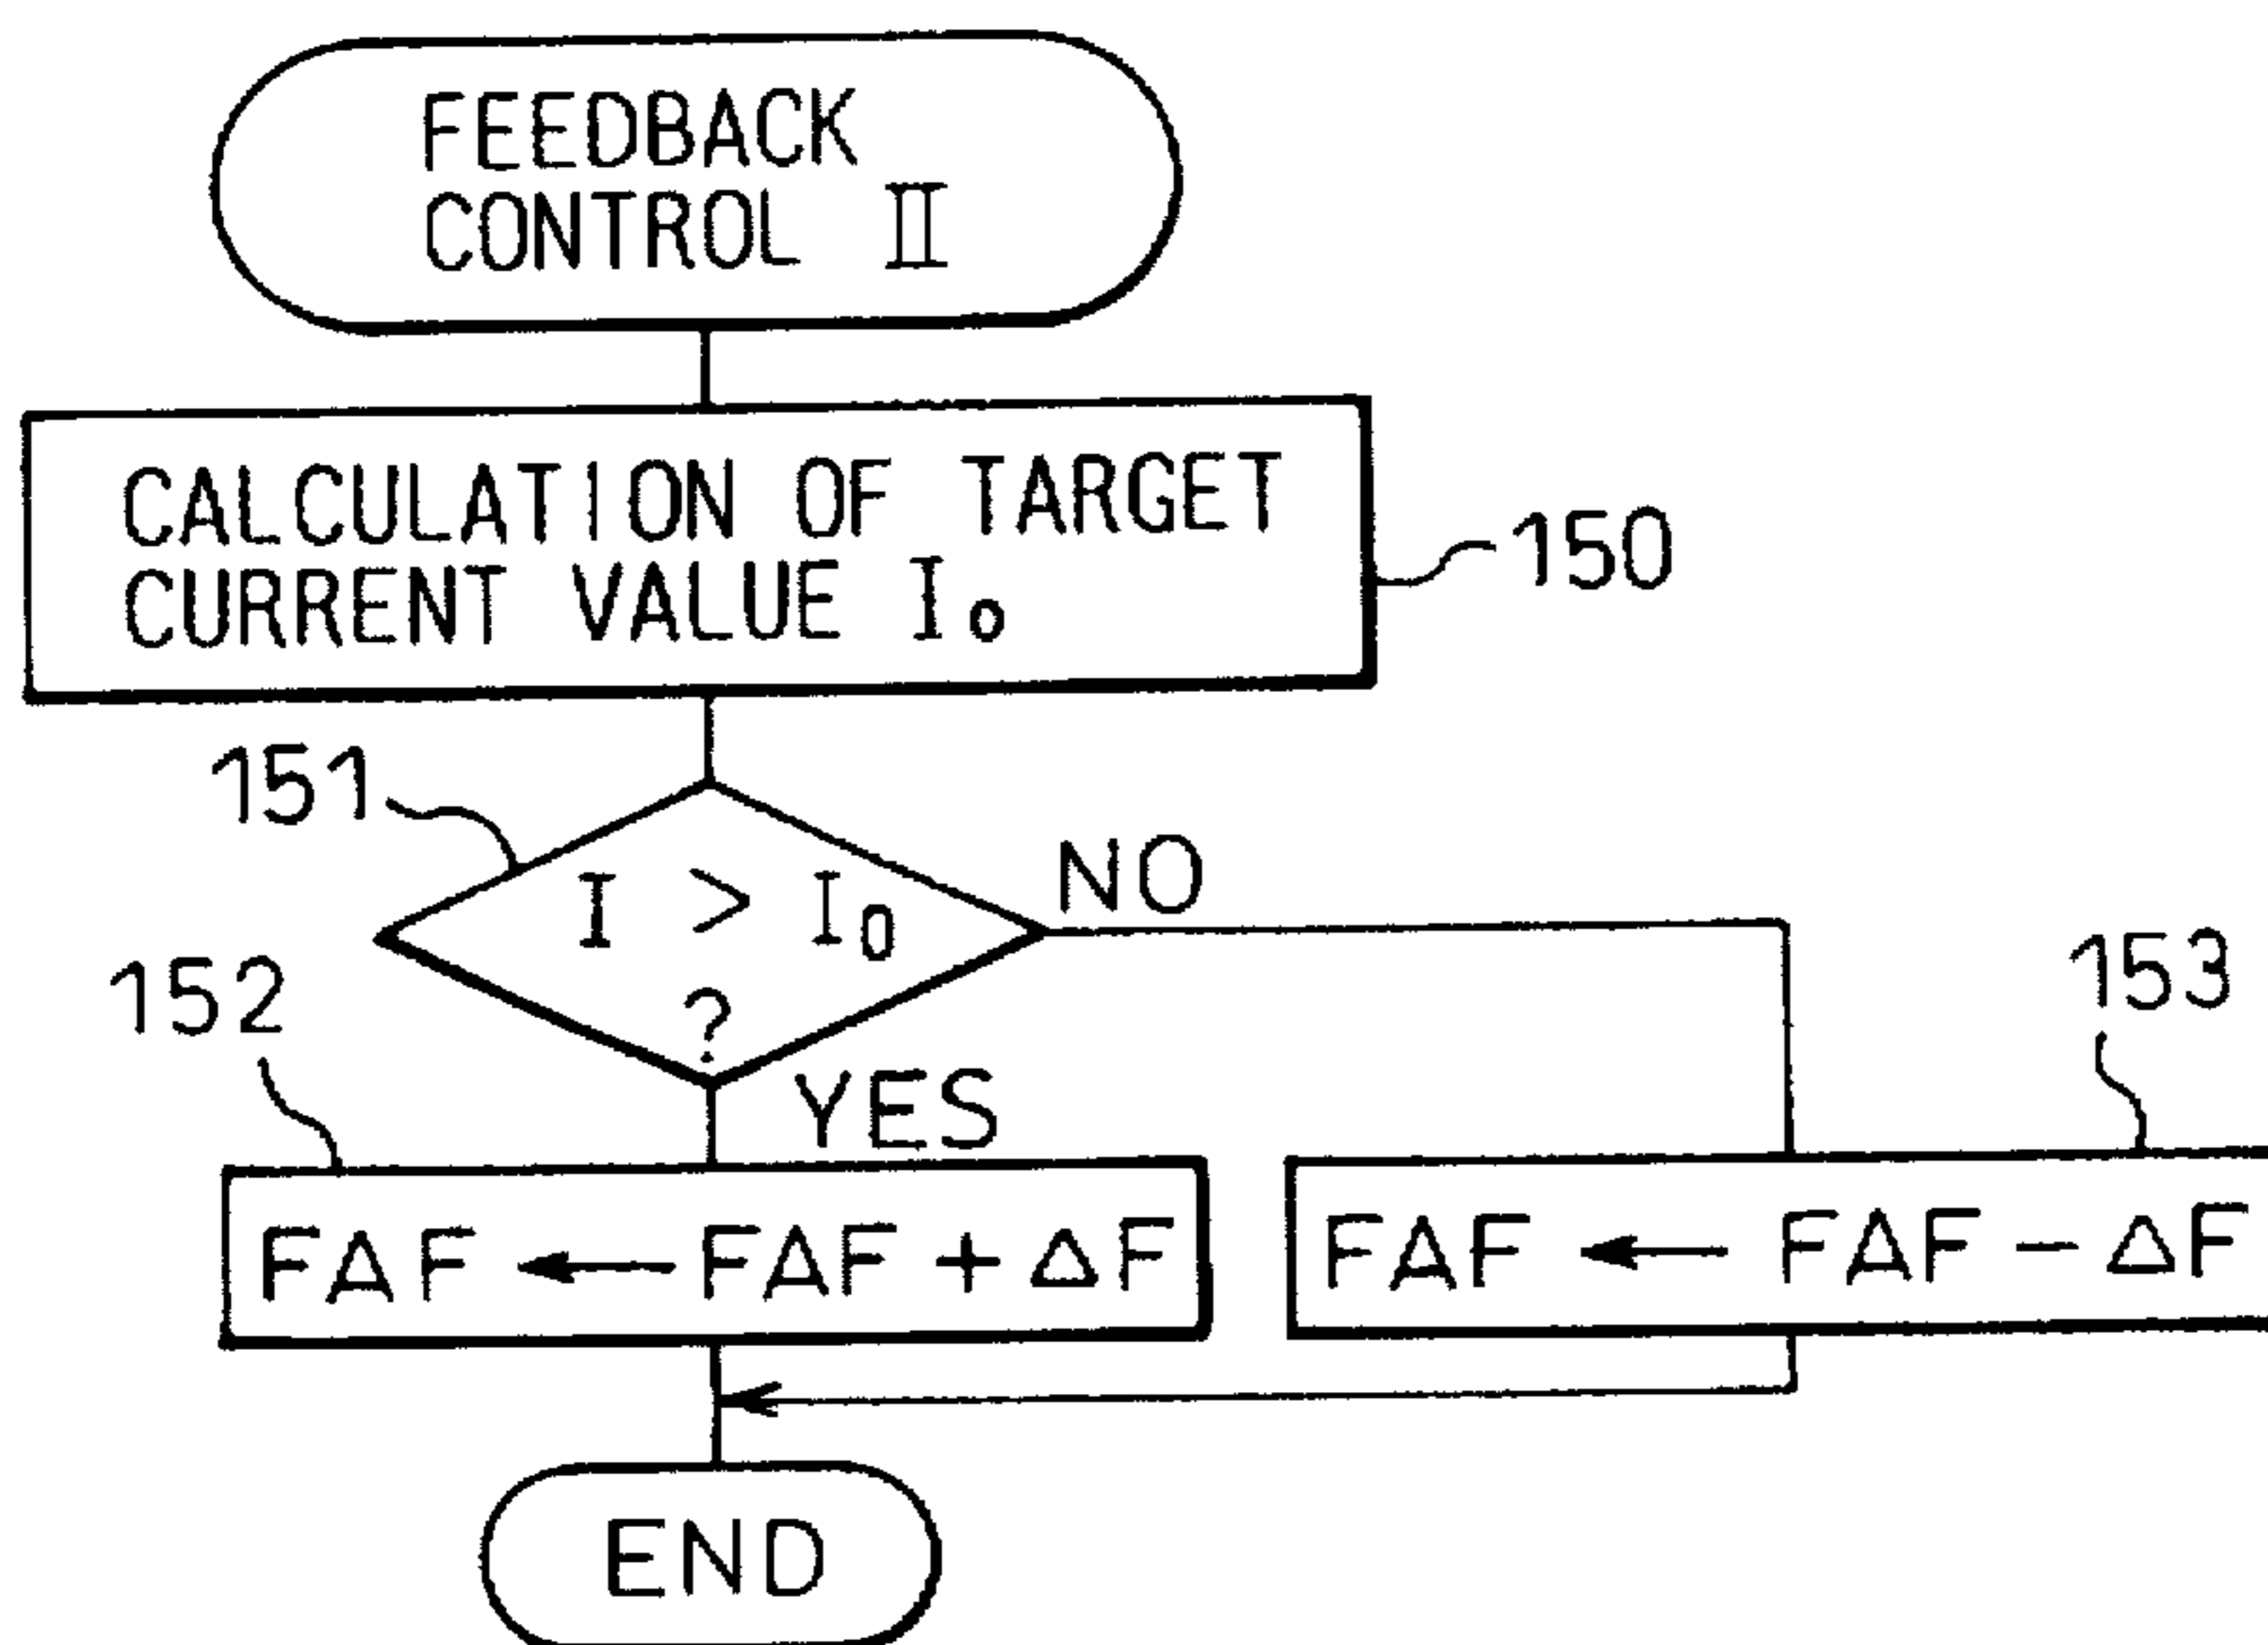 FEEDBACK
CONTROL II
CALCULATION OF TARGET
CURRENT VALUE I₀
150
151
I > I₀
?
NO
YES
152
FAF ← FAF + ΔF
153
FAF ← FAF - ΔF
END